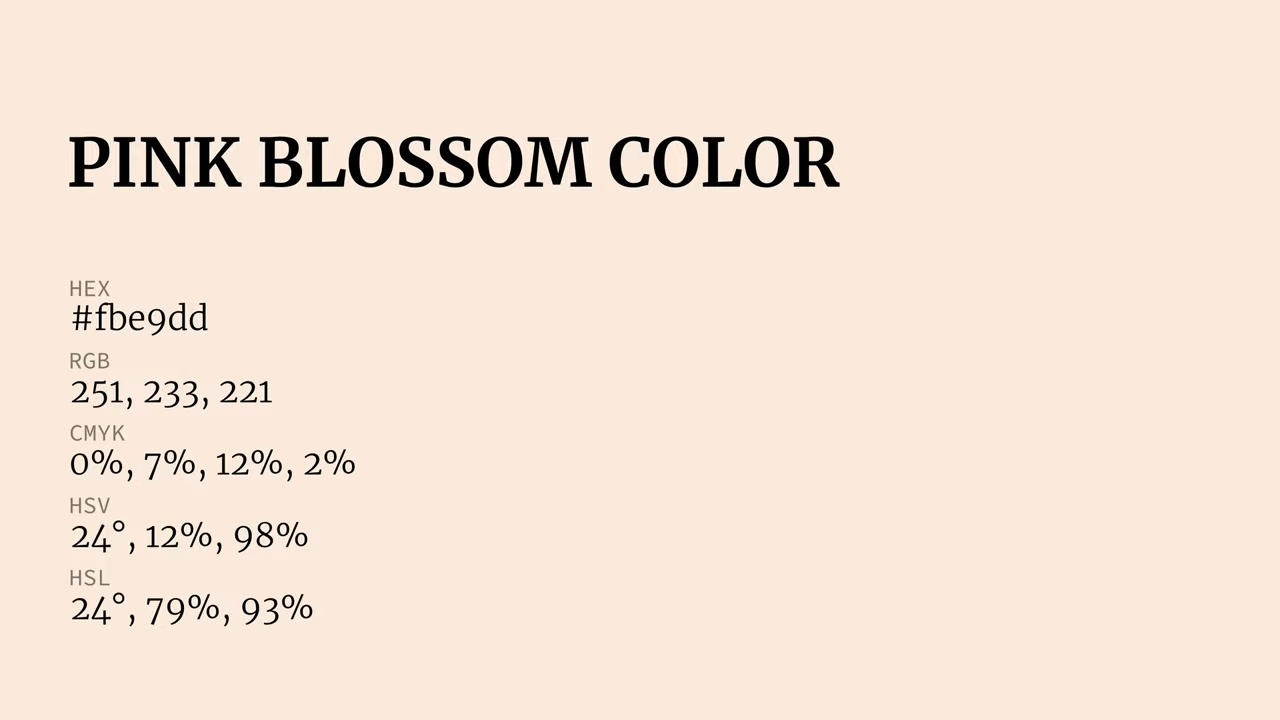 PINK BLOSSOM COLOR
HEX
#fbe9dd
RGB
251, 233, 221
CMYK
0%, 7%, 12%, 2%
HSV
24°, 12%, 98%
HSL
24°, 79%, 93%